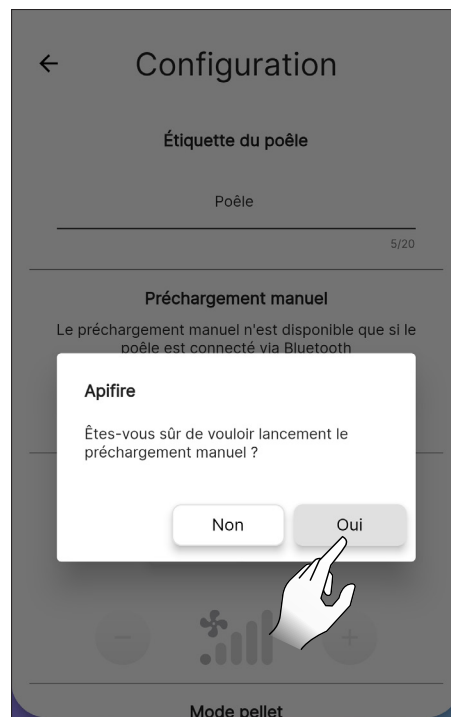 Configuration
Étiquette du poêle
Poêle
5/20
Préchargement manuel
Le préchargement manuel n'est disponible que si le
poêle est connecté via Bluetooth
Apifire
Êtes-vous sûr de vouloir lancement le
préchargement manuel ?
Non
Oui
Mode pellet